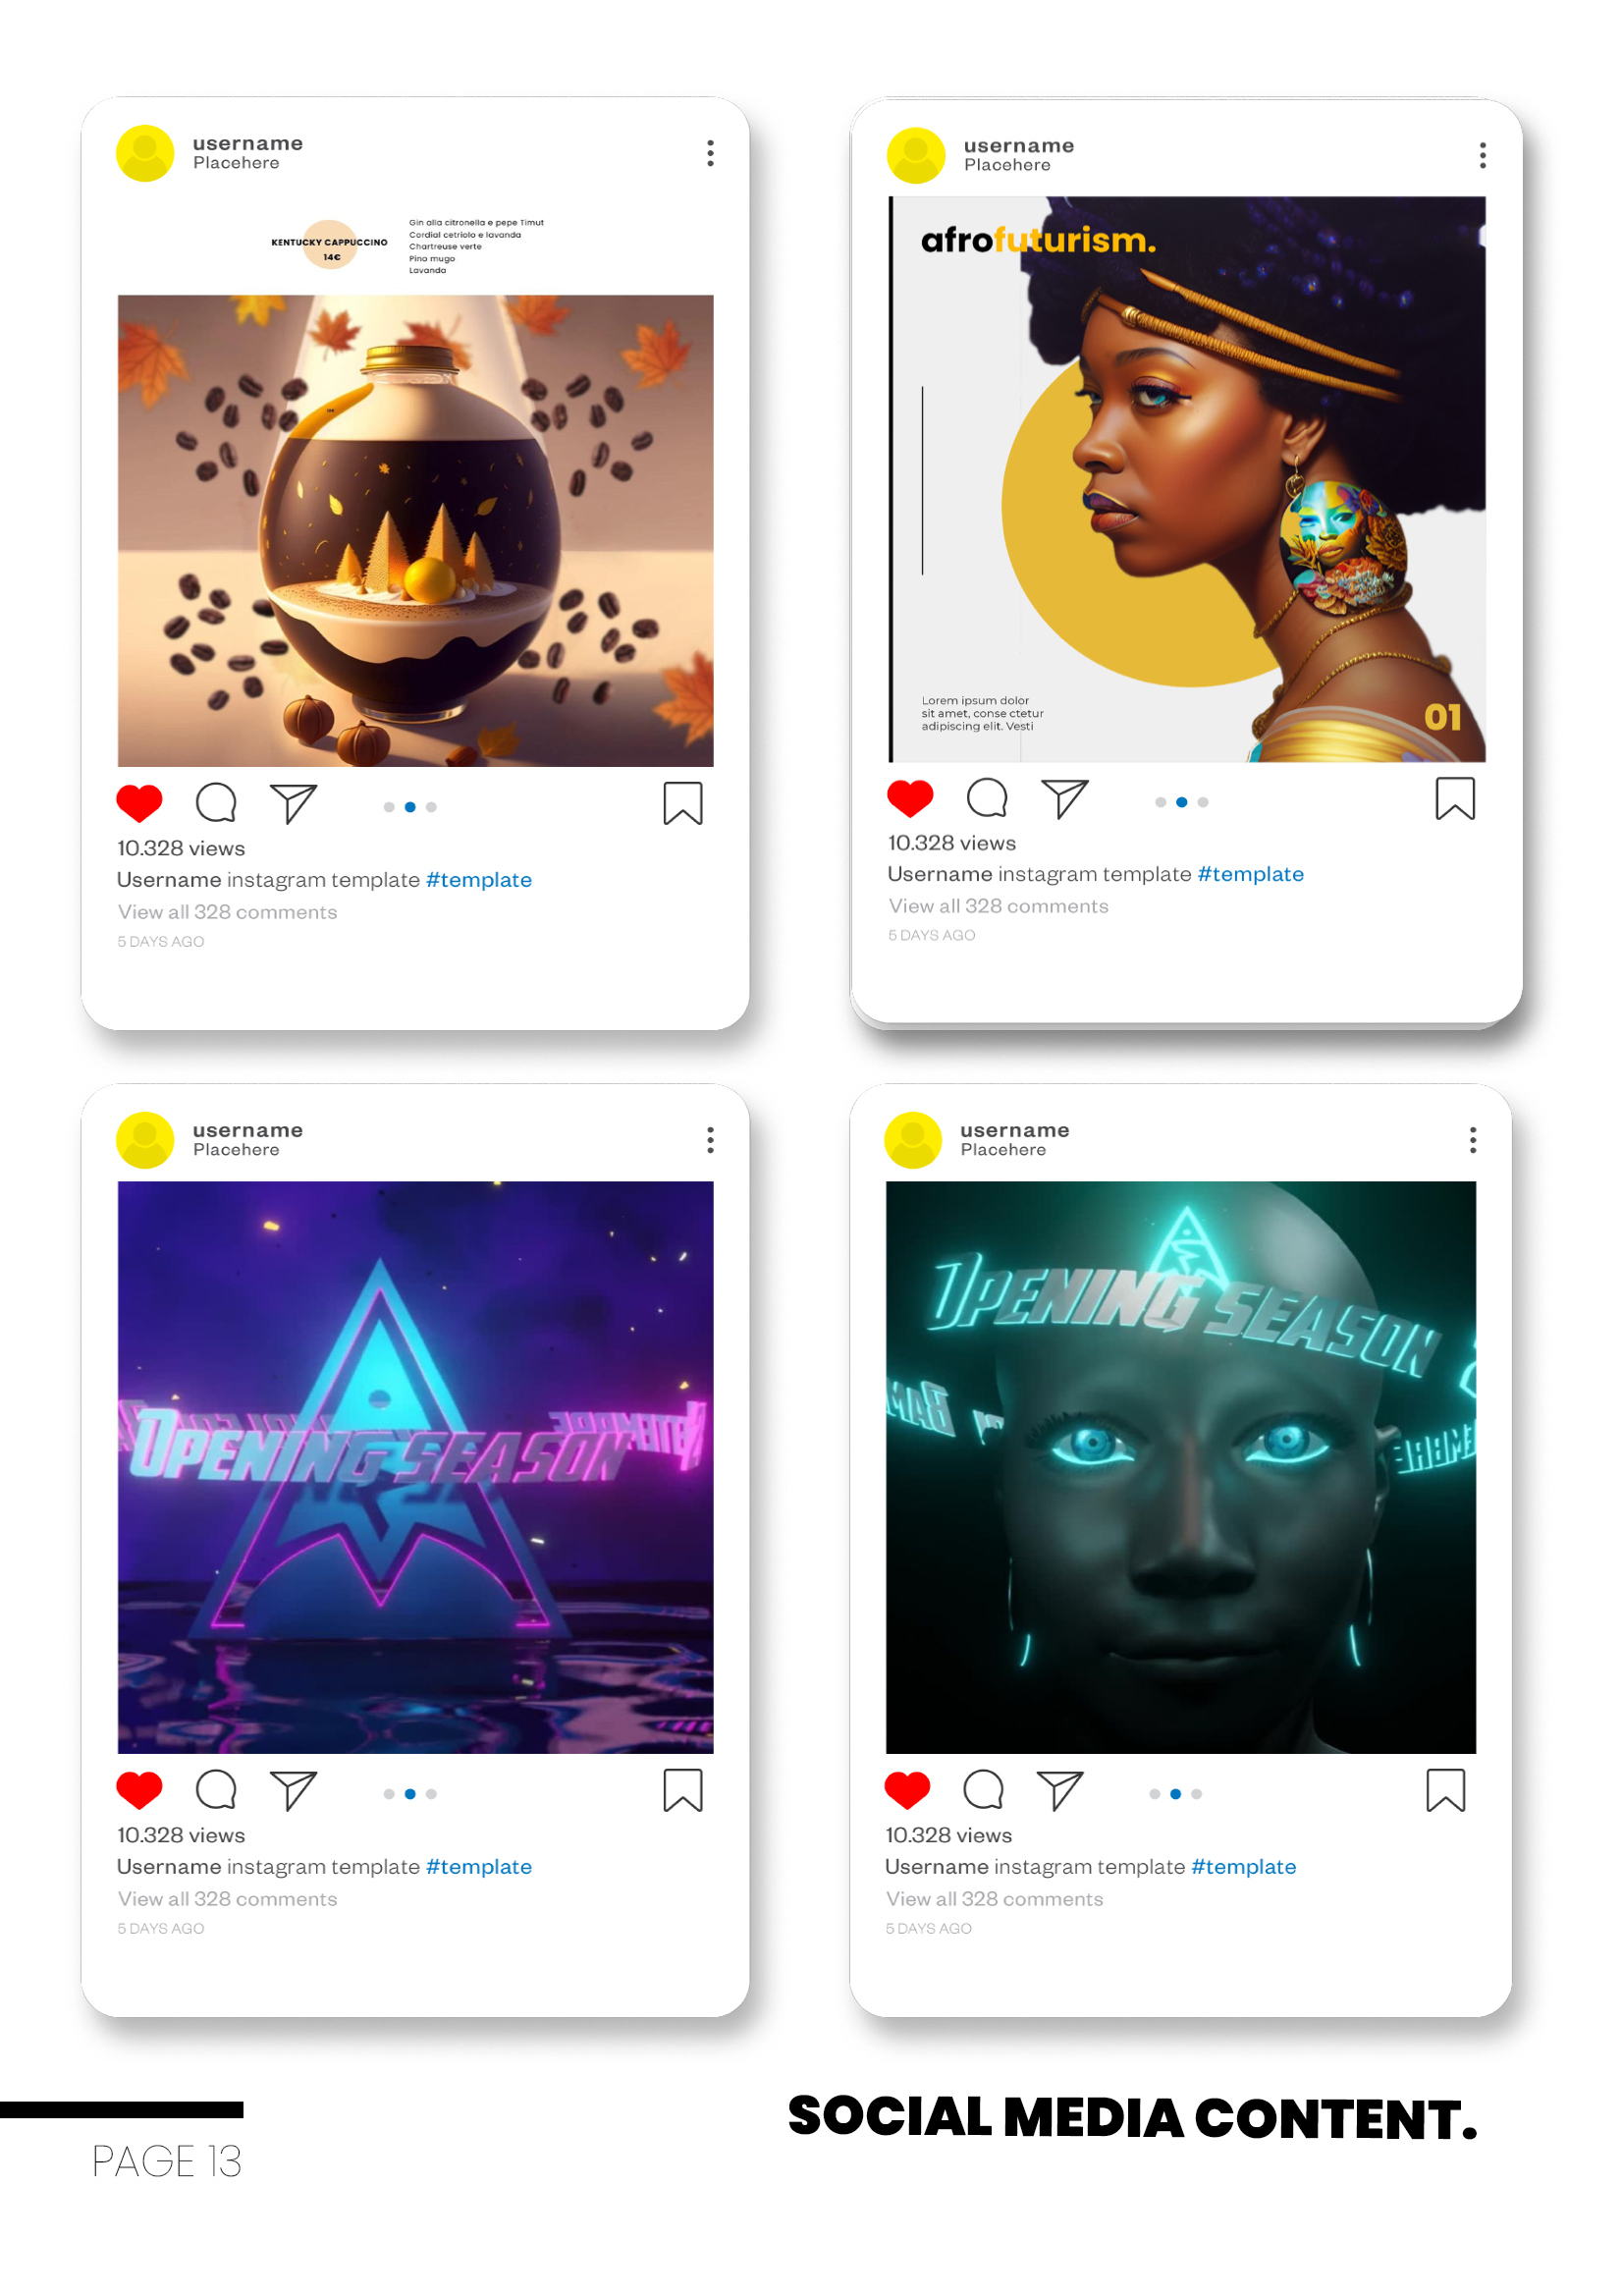 username
Placehere
KENTUCKY CAPPUCCINO
14€
Gin alla citronella e pepe Timut
Cordial cetriolo e lavanda
Chartreuse verte
Pino mugo
Lavanda
10.328 views
Username instagram template #template
View all 328 comments
5 DAYS AGO
username
Placehere
afrofuturism.
Lorem ipsum dolor
sit amet, conse ctetur
adipiscing elit. Vesti
01
10.328 views
Username instagram template #template
View all 328 comments
5 DAYS AGO
username
Placehere
OPENING SEASON
10.328 views
Username instagram template #template
View all 328 comments
5 DAYS AGO
username
Placehere
OPENING SEASON
10.328 views
Username instagram template #template
View all 328 comments
5 DAYS AGO
SOCIAL MEDIA CONTENT.
PAGE 13